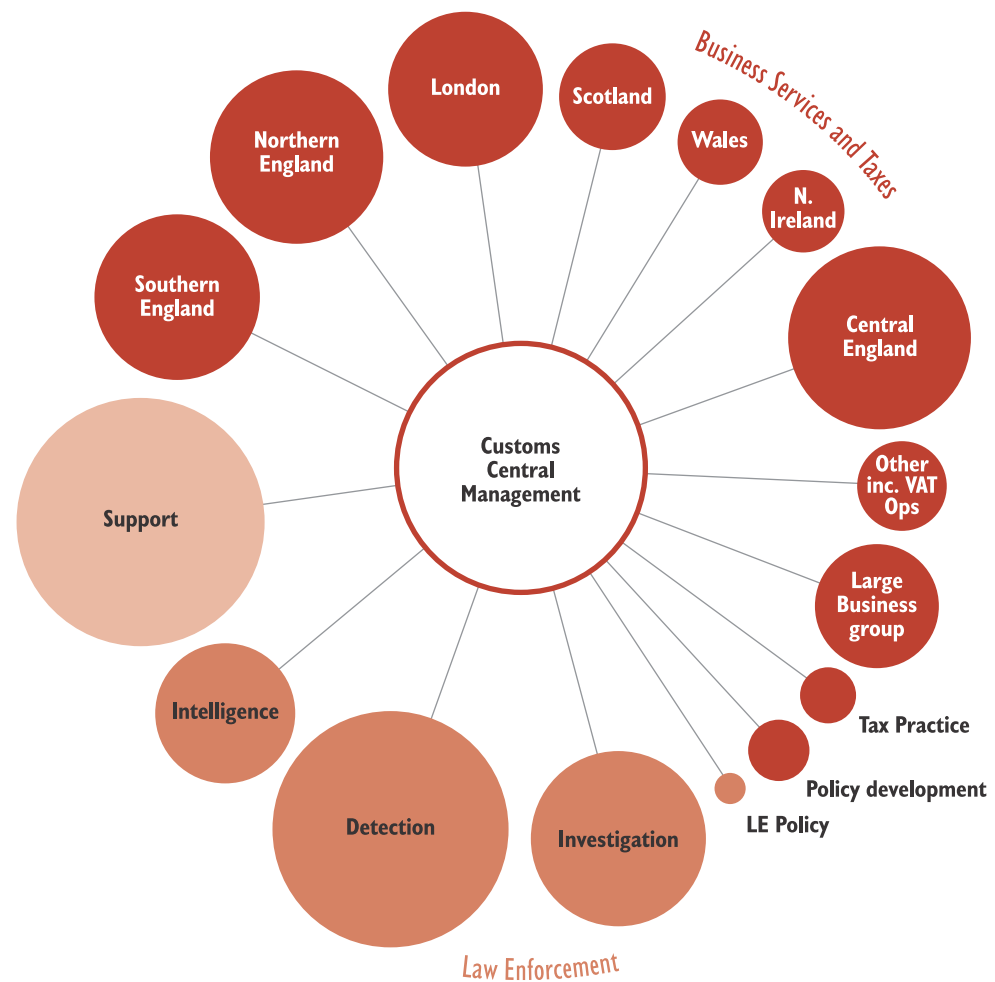 Business Services and Taxes
London
Scotland
Wales
N.
Ireland
Northern
England
Southern
England
Central
England
Customs
Central
Management
Other
inc. VAT
Ops
Support
Large
Business
group
Intelligence
Tax Practice
Policy development
LE Policy
Detection
Investigation
Law Enforcement